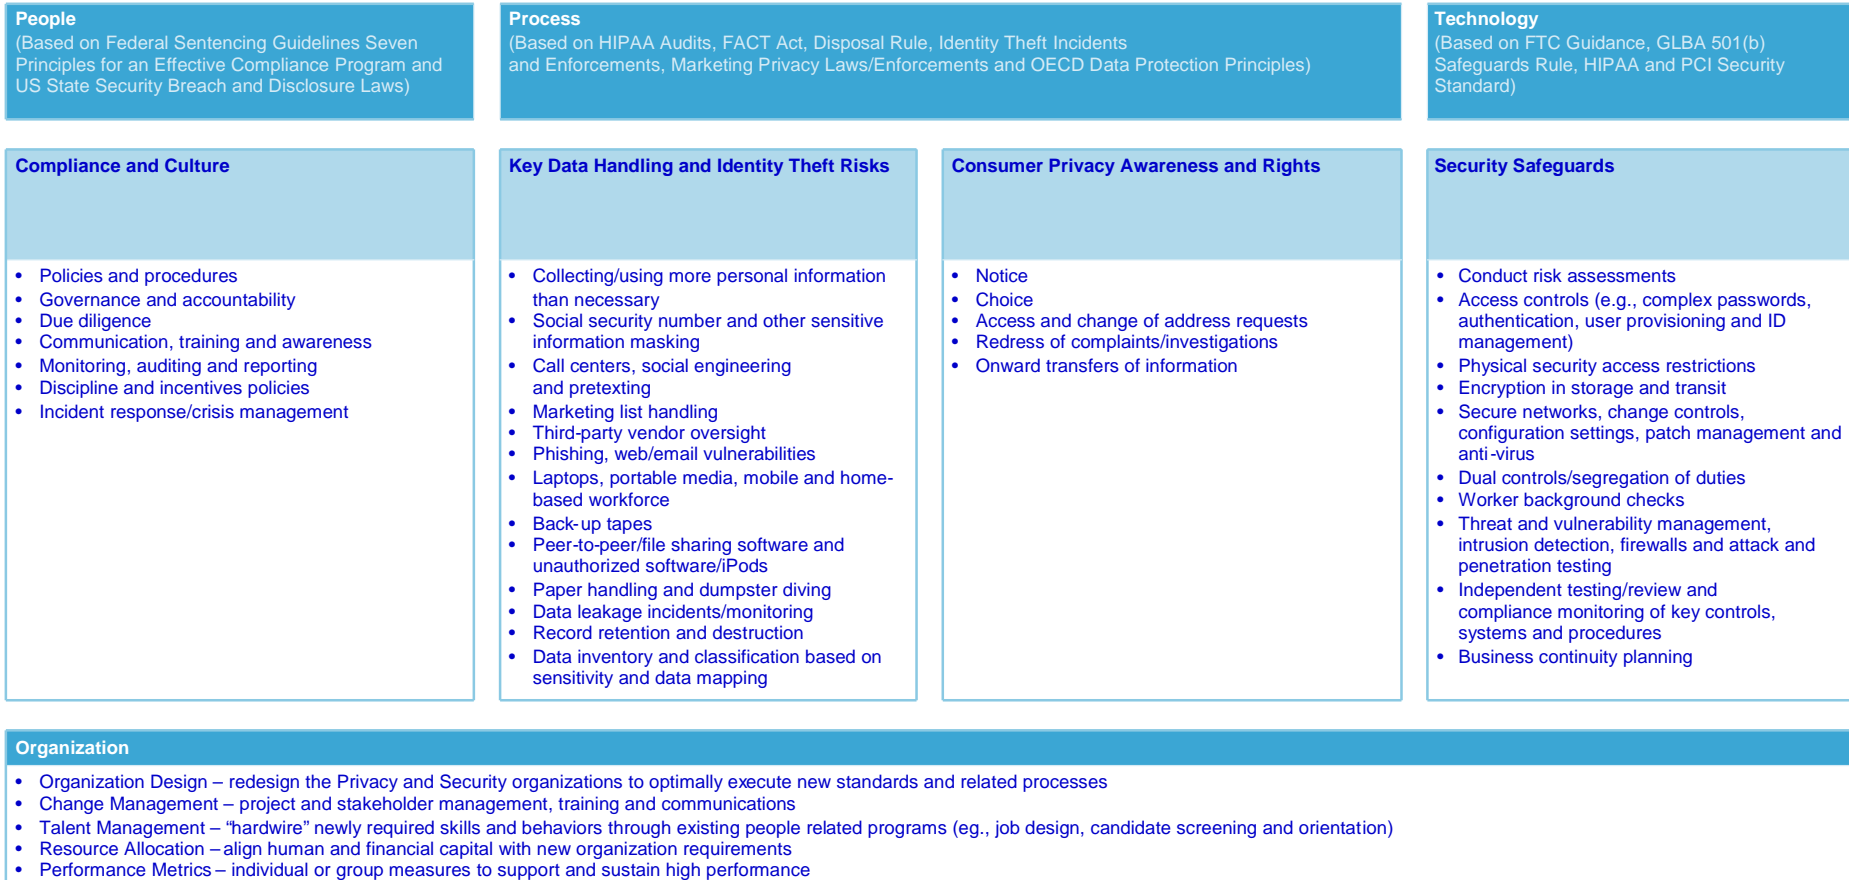 People
(Based on Federal Sentencing Guidelines Seven
Principles for an Effective Compliance Program and
US State Security Breach and Disclosure Laws)
Process
(Based on HIPAA Audits, FACT Act, Disposal Rule, Identity Theft Incidents
and Enforcements, Marketing Privacy Laws/Enforcements and OECD Data Protection Principles)
Technology
(Based on FTC Guidance, GLBA 501(b)
Safeguards Rule, HIPAA and PCI Security
Standard)
Compliance and Culture
• Policies and procedures
• Governance and accountability
• Due diligence
• Communication, training and awareness
• Monitoring, auditing and reporting
• Discipline and incentives policies
• Incident response/crisis management
Key Data Handling and Identity Theft Risks
• Collecting/using more personal information
than necessary
• Social security number and other sensitive
information masking
• Call centers, social engineering
and pretexting
• Marketing list handling
• Third-party vendor oversight
• Phishing, web/email vulnerabilities
• Laptops, portable media, mobile and home-
based workforce
• Back-up tapes
• Peer-to-peer/file sharing software and
unauthorized software/iPods
• Paper handling and dumpster diving
• Data leakage incidents/monitoring
• Record retention and destruction
• Data inventory and classification based on
sensitivity and data mapping
Consumer Privacy Awareness and Rights
• Notice
• Choice
• Access and change of address requests
• Redress of complaints/investigations
• Onward transfers of information
Security Safeguards
• Conduct risk assessments
• Access controls (e.g., complex passwords,
authentication, user provisioning and ID
management)
• Physical security access restrictions
• Encryption in storage and transit
• Secure networks, change controls,
configuration settings, patch management and
anti-virus
• Dual controls/segregation of duties
• Worker background checks
• Threat and vulnerability management,
intrusion detection, firewalls and attack and
penetration testing
• Independent testing/review and
compliance monitoring of key controls,
systems and procedures
• Business continuity planning
Organization
• Organization Design – redesign the Privacy and Security organizations to optimally execute new standards and related processes
• Change Management – project and stakeholder management, training and communications
• Talent Management – “hardwire” newly required skills and behaviors through existing people related programs (eg., job design, candidate screening and orientation)
• Resource Allocation – align human and financial capital with new organization requirements
• Performance Metrics – individual or group measures to support and sustain high performance